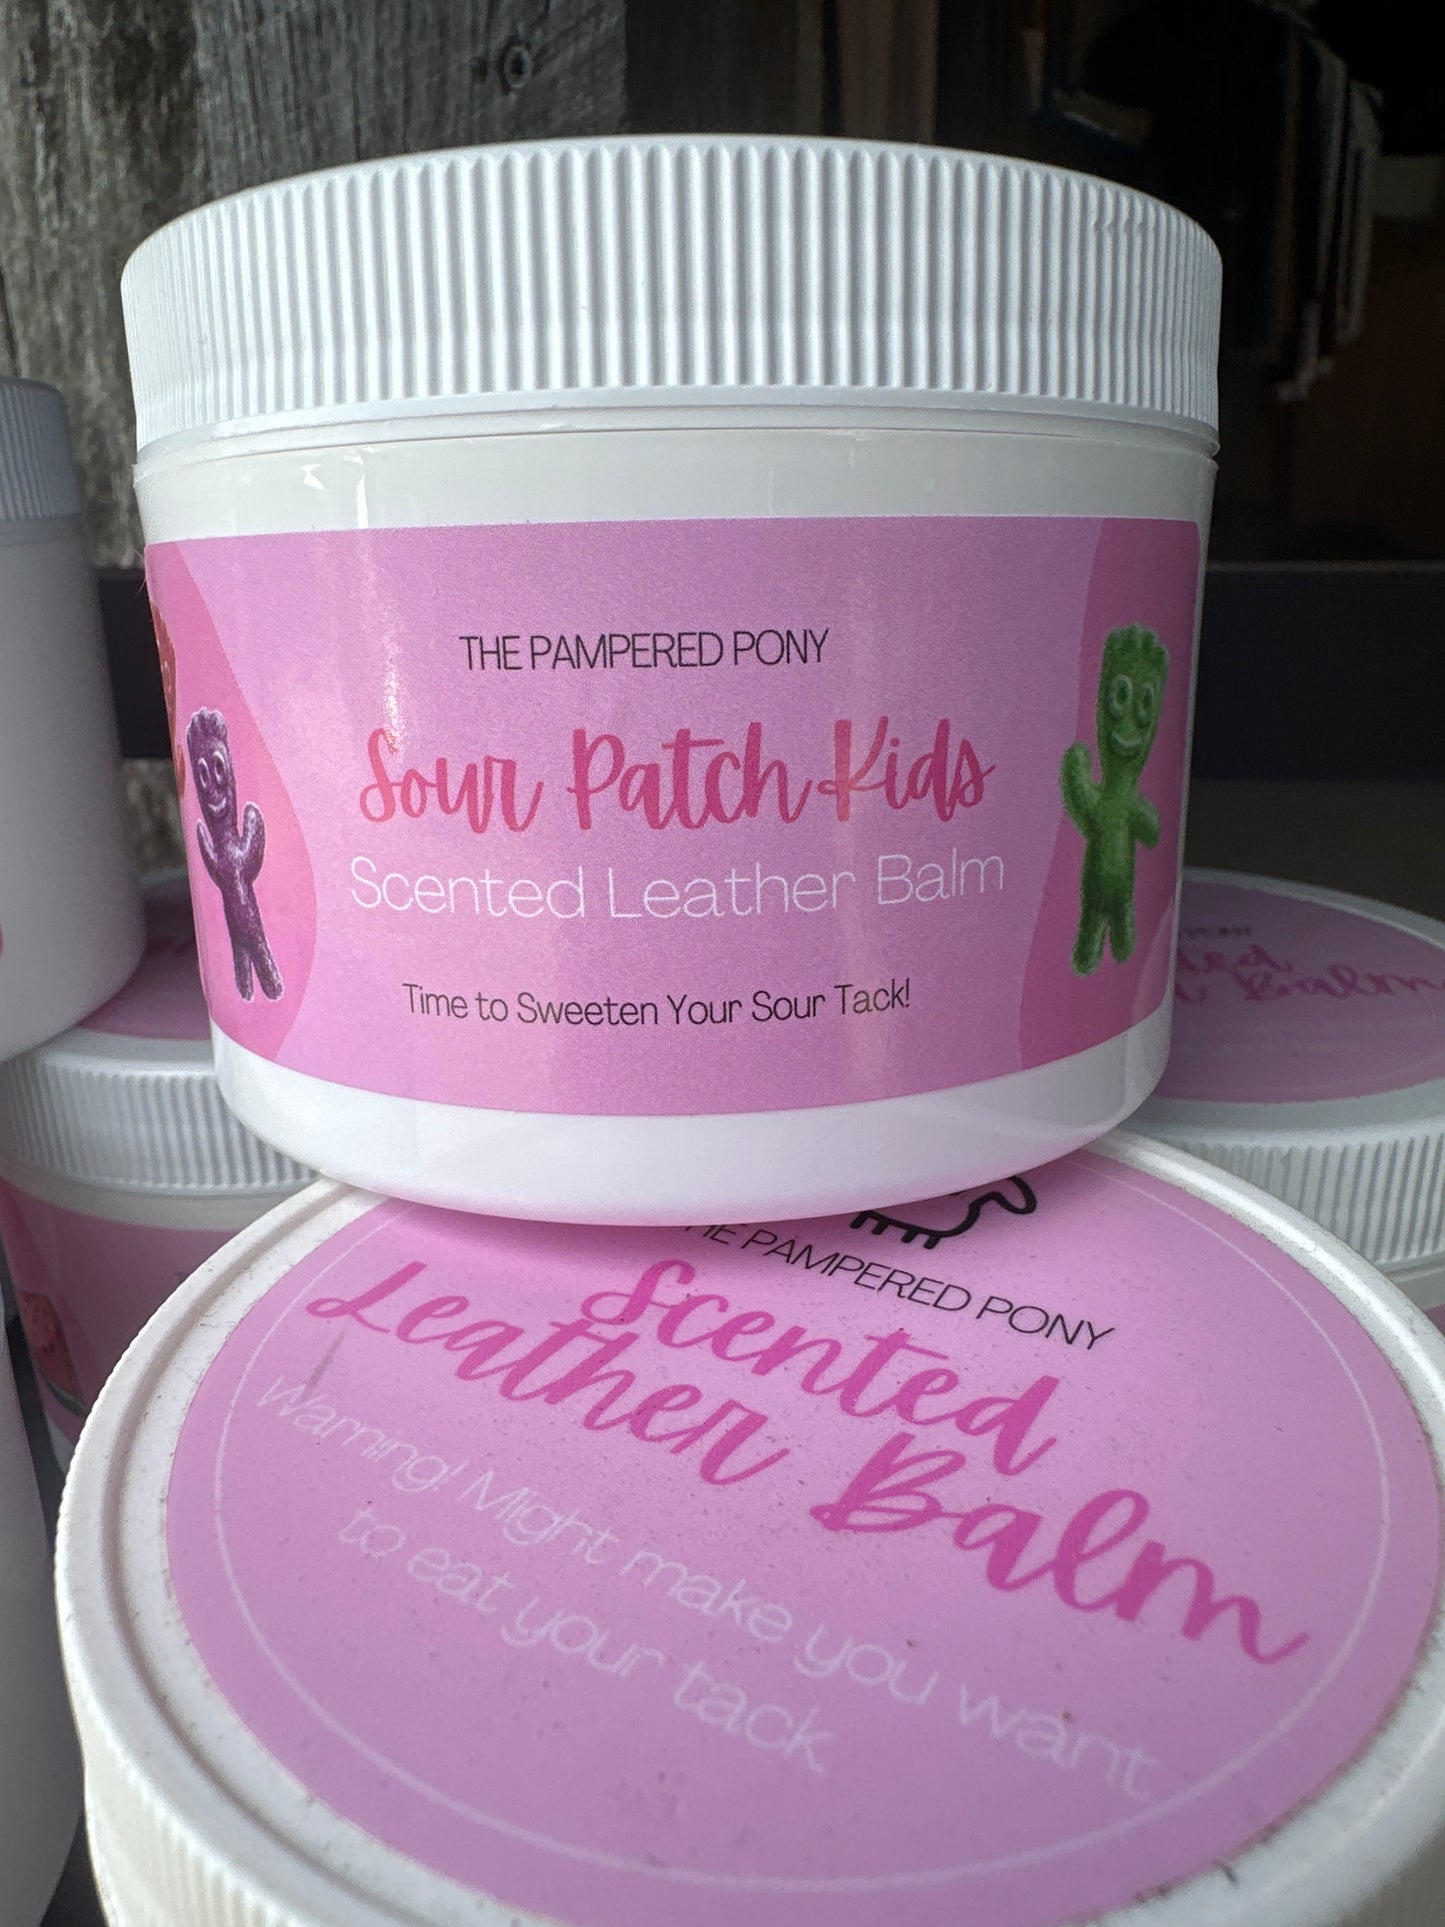 THE PAMPERED PONY
Sour Patch Kids
Scented Leather Balm
Time to Sweeten Your Sour Tack!
THE PAMPERED PONY
Scented
Leather Balm
Warning! Might make you want
to eat your tack
Balm